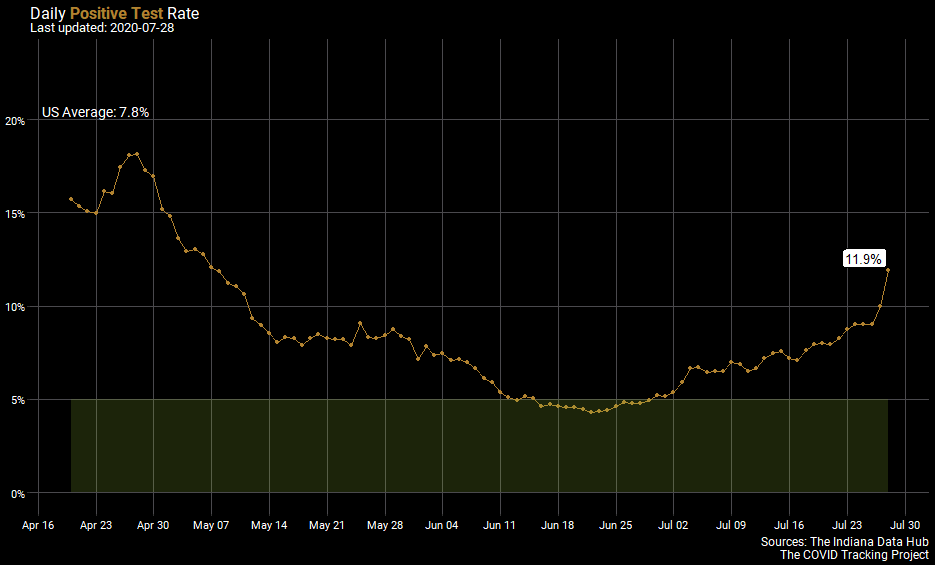 Daily Positive Test Rate
Last updated: 2020-07-28
US Average: 7.8%
20%
15%
11.9%
10%
5%
0%
Apr 16 Apr 23 Apr 30 May 07 May 14 May 21 May 28 Jun 04 Jun 11 Jun 18 Jun 25 Jul 02 Jul 09 Jul 16 Jul 23 Jul 30
Sources: The Indiana Data Hub
The COVID Tracking Project